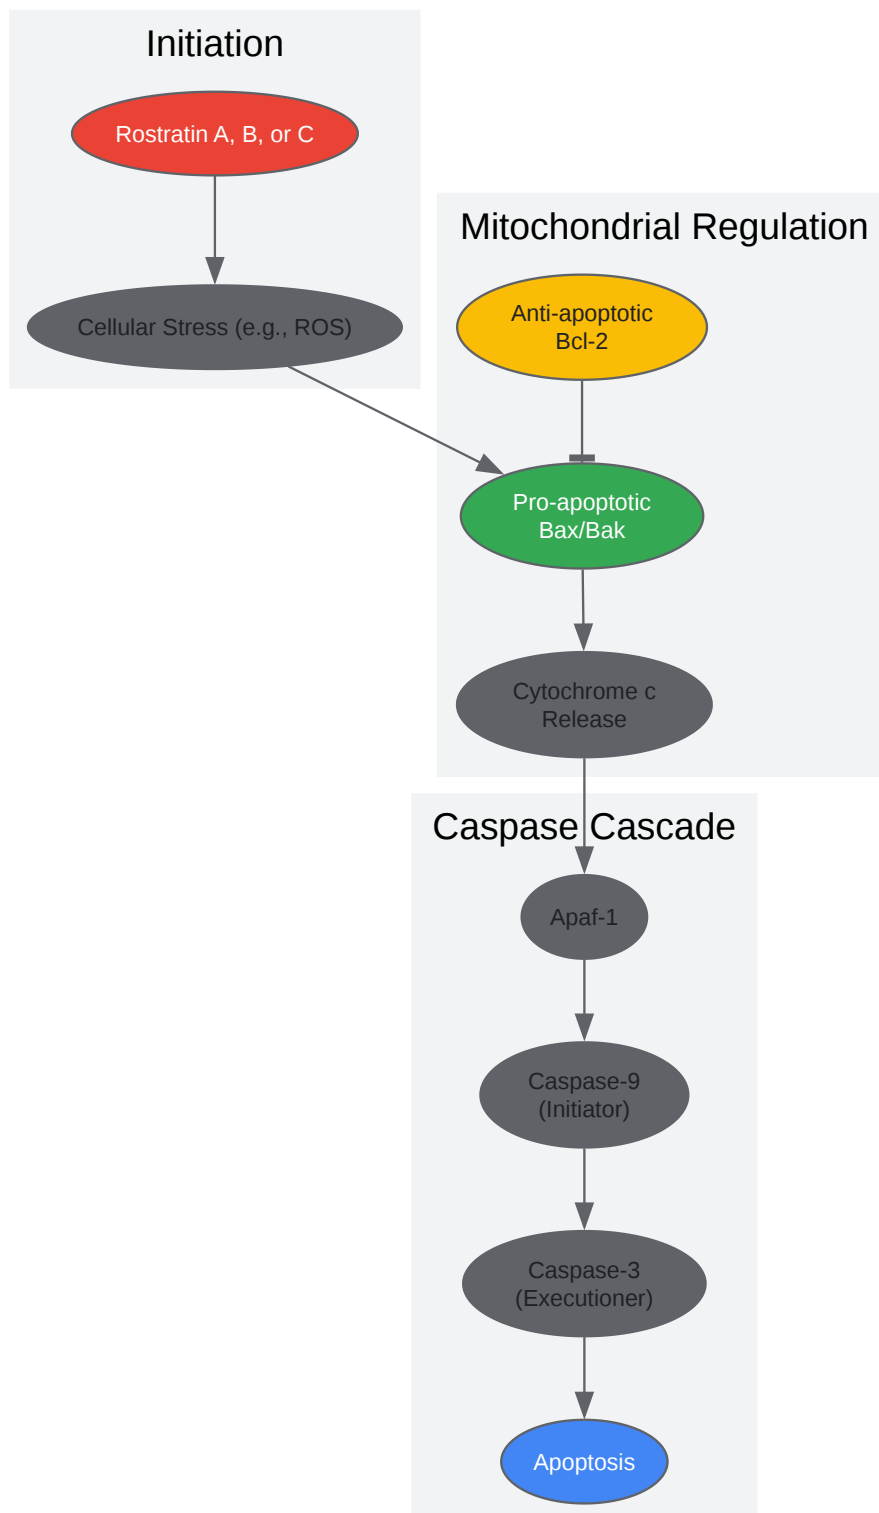 Initiation
Rostratin A, B, or C
Cellular Stress (e.g., ROS)
Mitochondrial Regulation
Anti-apoptotic
Bcl-2
Pro-apoptotic
Bax/Bak
Cytochrome c
Release
Caspase Cascade
Apaf-1
Caspase-9
(Initiator)
Caspase-3
(Executioner)
Apoptosis